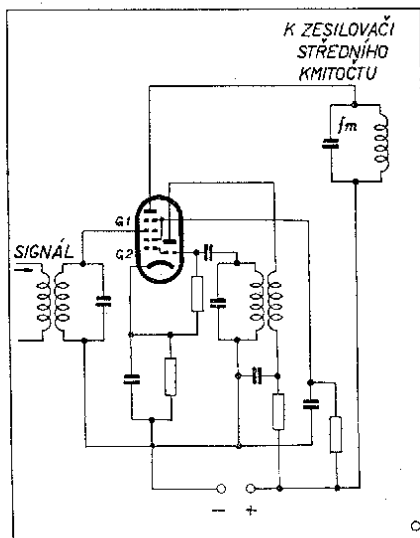 K ZESILOVAČI
STŘEDNÍHO
KMITOČTU
fm
G1
SIGNÁL
G2
− +